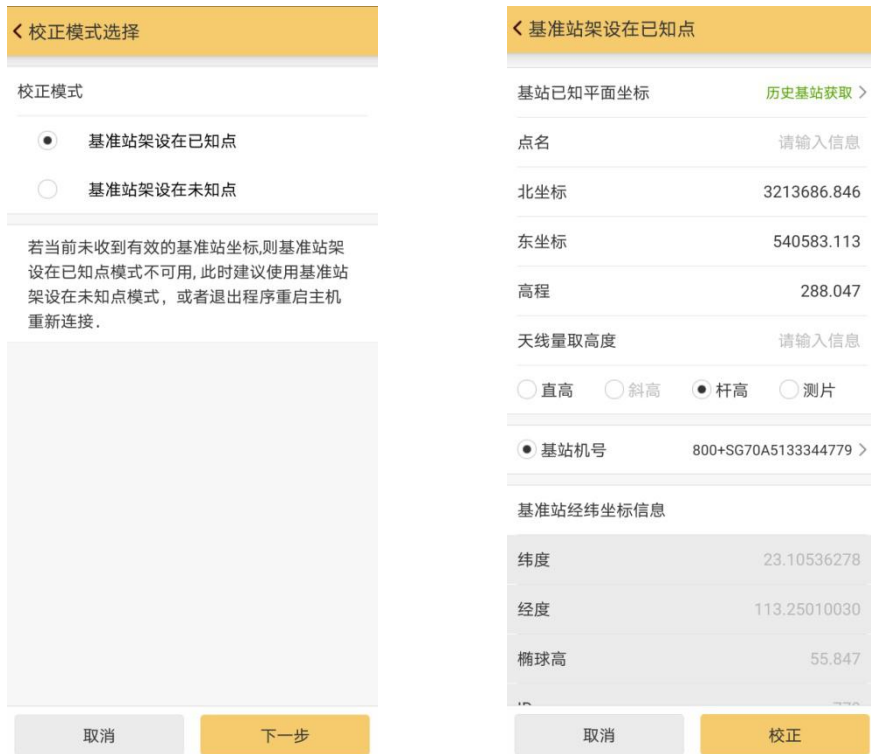 校正模式选择
校正模式
基准站架设在已知点
基准站架设在未知点
若当前未收到有效的基准站坐标,则基准站架
设在已知点模式不可用, 此时建议使用基准站
架设在未知点模式，或者退出程序重启主机
重新连接.
取消
下一步
基准站架设在已知点
基站已知平面坐标 历史基站获取
点名 请输入信息
北坐标 3213686.846
东坐标 540583.113
高程 288.047
天线量取高度 请输入信息
直高 斜高 杆高 测片
基站机号 800+SG70A5133344779
基准站经纬坐标信息
纬度 23.10536278
经度 113.25010030
椭球高 55.847
取消
校正